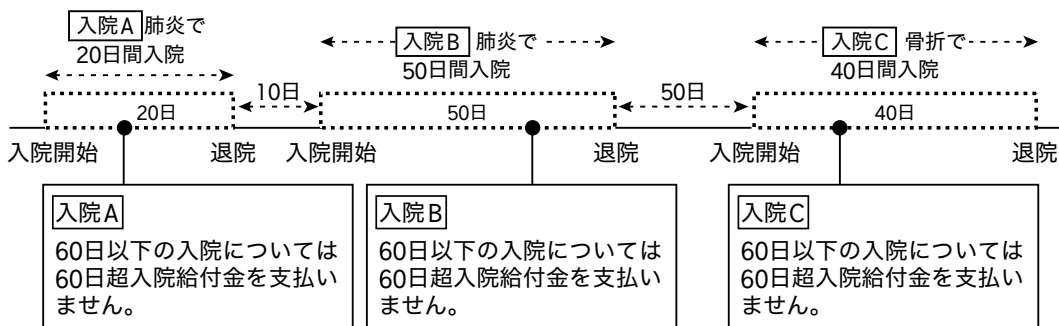 入院A 肺炎で
20日間入院
入院B 肺炎で
50日間入院
入院C 骨折で
40日間入院
10日
50日
20日
50日
40日
入院開始
退院
入院開始
退院
入院開始
退院
入院A
60日以下の入院については
60日超入院給付金を支払い
ません。
入院B
60日以下の入院については
60日超入院給付金を支払い
ません。
入院C
60日以下の入院については
60日超入院給付金を支払い
ません。